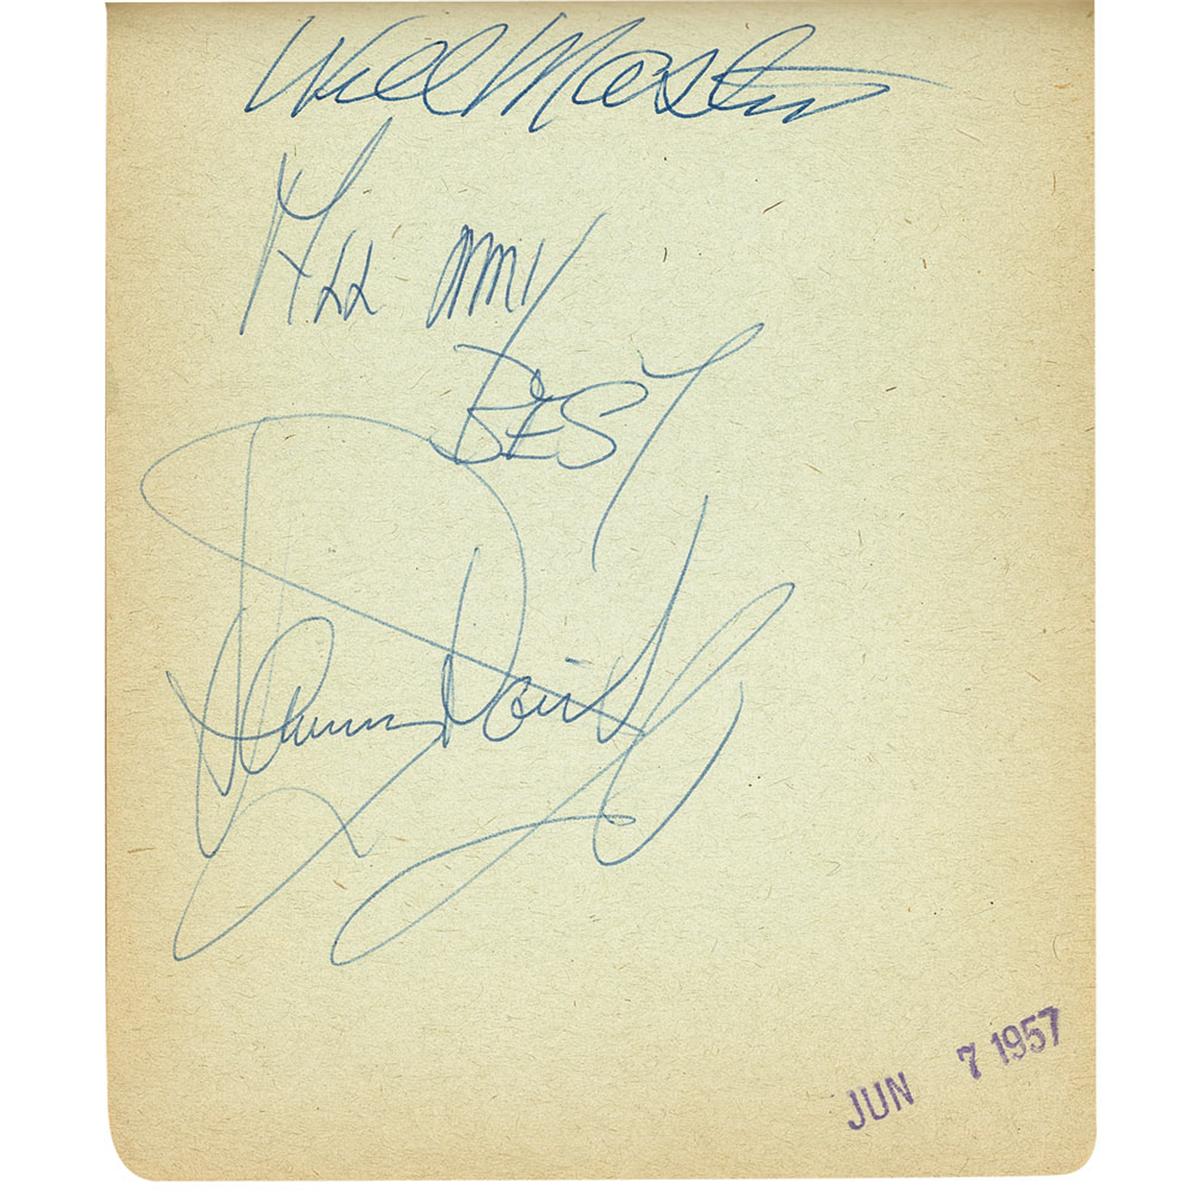 Will Mastin
All my
BEST
Sammy Davis Jr
JUN 7 1957